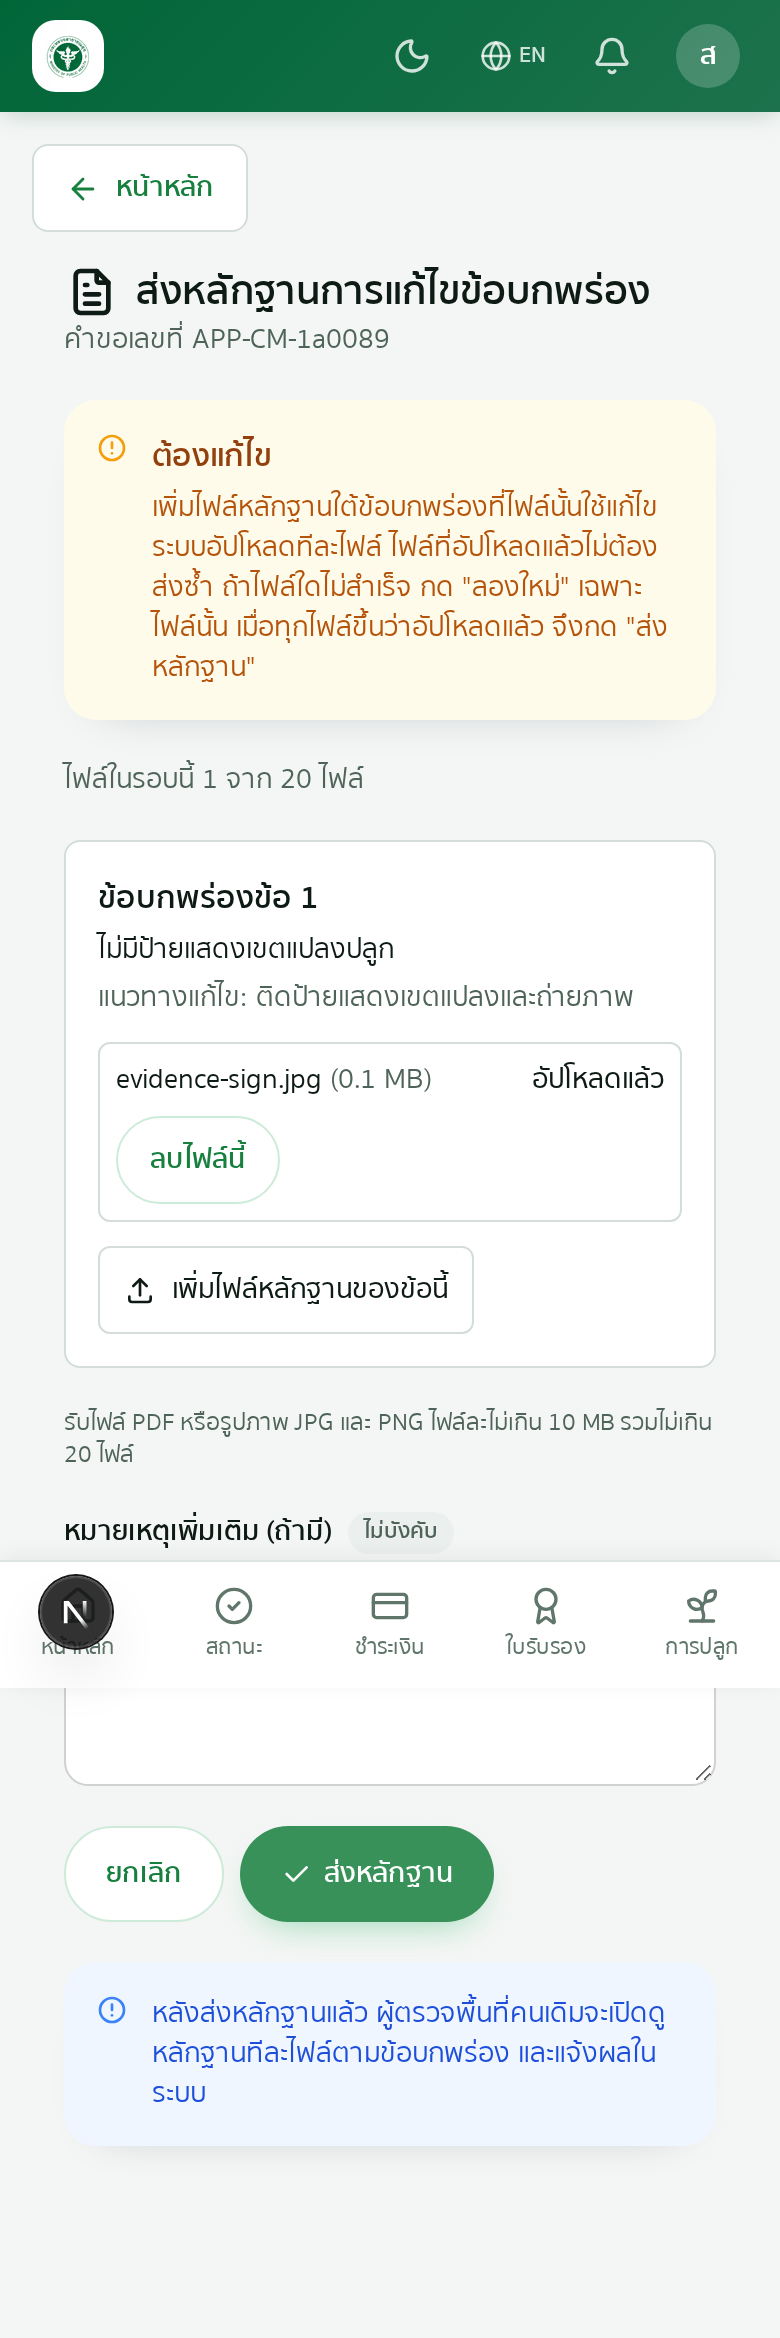 EN
ส
หน้าหลัก
ส่งหลักฐานการแก้ไขข้อบกพร่อง
คำขอเลขที่ APP-CM-1a0089
ต้องแก้ไข
เพิ่มไฟล์หลักฐานใต้ข้อบกพร่องที่ไฟล์นั้นใช้แก้ไข
ระบบอัปโหลดทีละไฟล์ ไฟล์ที่อัปโหลดแล้วไม่ต้อง
ส่งซ้ำ ถ้าไฟล์ใดไม่สำเร็จ กด "ลองใหม่" เฉพาะ
ไฟล์นั้น เมื่อทุกไฟล์ขึ้นว่าอัปโหลดแล้ว จึงกด "ส่ง
หลักฐาน"
ไฟล์ในรอบนี้ 1 จาก 20 ไฟล์
ข้อบกพร่องข้อ 1
ไม่มีป้ายแสดงเขตแปลงปลูก
แนวทางแก้ไข: ติดป้ายแสดงเขตแปลงและถ่ายภาพ
evidence-sign.jpg (0.1 MB) อัปโหลดแล้ว
ลบไฟล์นี้
เพิ่มไฟล์หลักฐานของข้อนี้
รับไฟล์ PDF หรือรูปภาพ JPG และ PNG ไฟล์ละไม่เกิน 10 MB รวมไม่เกิน
20 ไฟล์
หมายเหตุเพิ่มเติม (ถ้ามี) ไม่บังคับ
N
หน้าหลัก สถานะ ชำระเงิน ใบรับรอง การปลูก
ยกเลิก ส่งหลักฐาน
หลังส่งหลักฐานแล้ว ผู้ตรวจพื้นที่คนเดิมจะเปิดดู
หลักฐานทีละไฟล์ตามข้อบกพร่อง และแจ้งผลใน
ระบบ